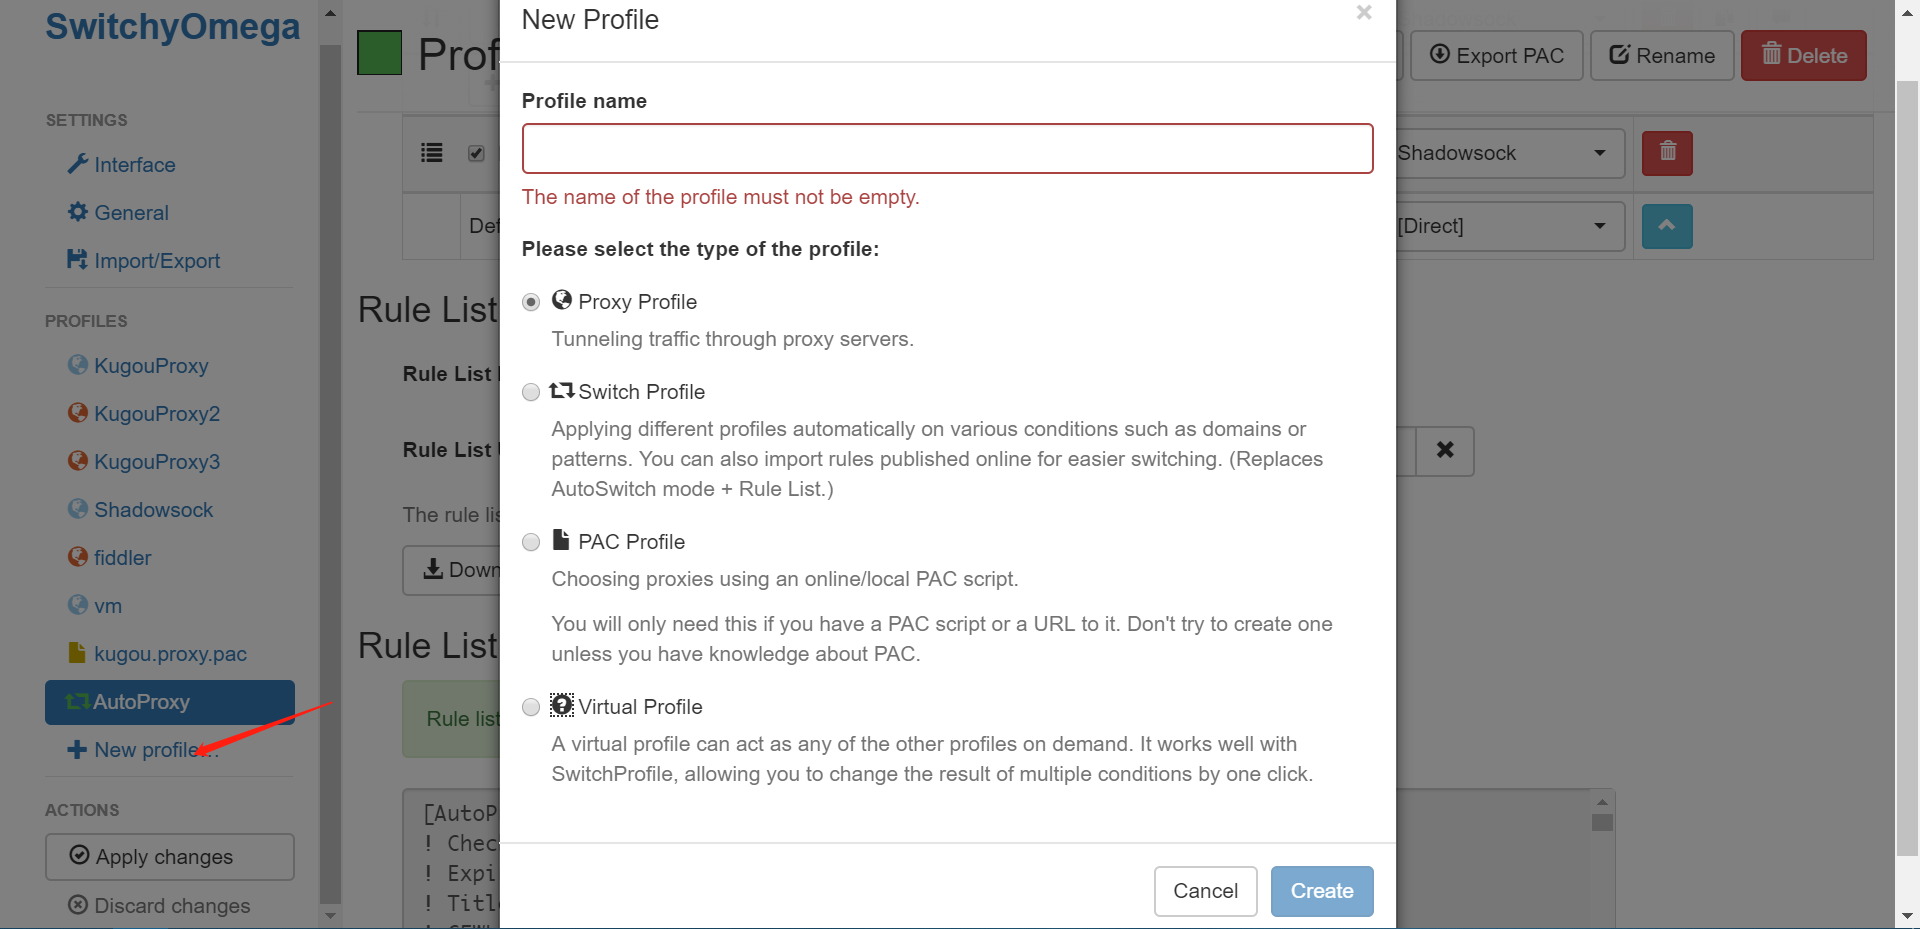 SwitchyOmega
SETTINGS
Interface
General
Import/Export
PROFILES
KugouProxy
KugouProxy2
KugouProxy3
Shadowsock
fiddler
vm
kugou.proxy.pac
AutoProxy
New profile...
ACTIONS
Apply changes
Discard changes
Prof
Export PAC
Rename
Delete
Shadowsock
Def
[Direct]
Rule List
Rule List
Rule List
The rule lis
Down
Rule List
Rule list
[AutoP
! Chec
! Expi
! Titl
New Profile
×
Profile name
The name of the profile must not be empty.
Please select the type of the profile:
Proxy Profile
Tunneling traffic through proxy servers.
Switch Profile
Applying different profiles automatically on various conditions such as domains or
patterns. You can also import rules published online for easier switching. (Replaces
AutoSwitch mode + Rule List.)
PAC Profile
Choosing proxies using an online/local PAC script.
You will only need this if you have a PAC script or a URL to it. Don't try to create one
unless you have knowledge about PAC.
Virtual Profile
A virtual profile can act as any of the other profiles on demand. It works well with
SwitchProfile, allowing you to change the result of multiple conditions by one click.
Cancel
Create